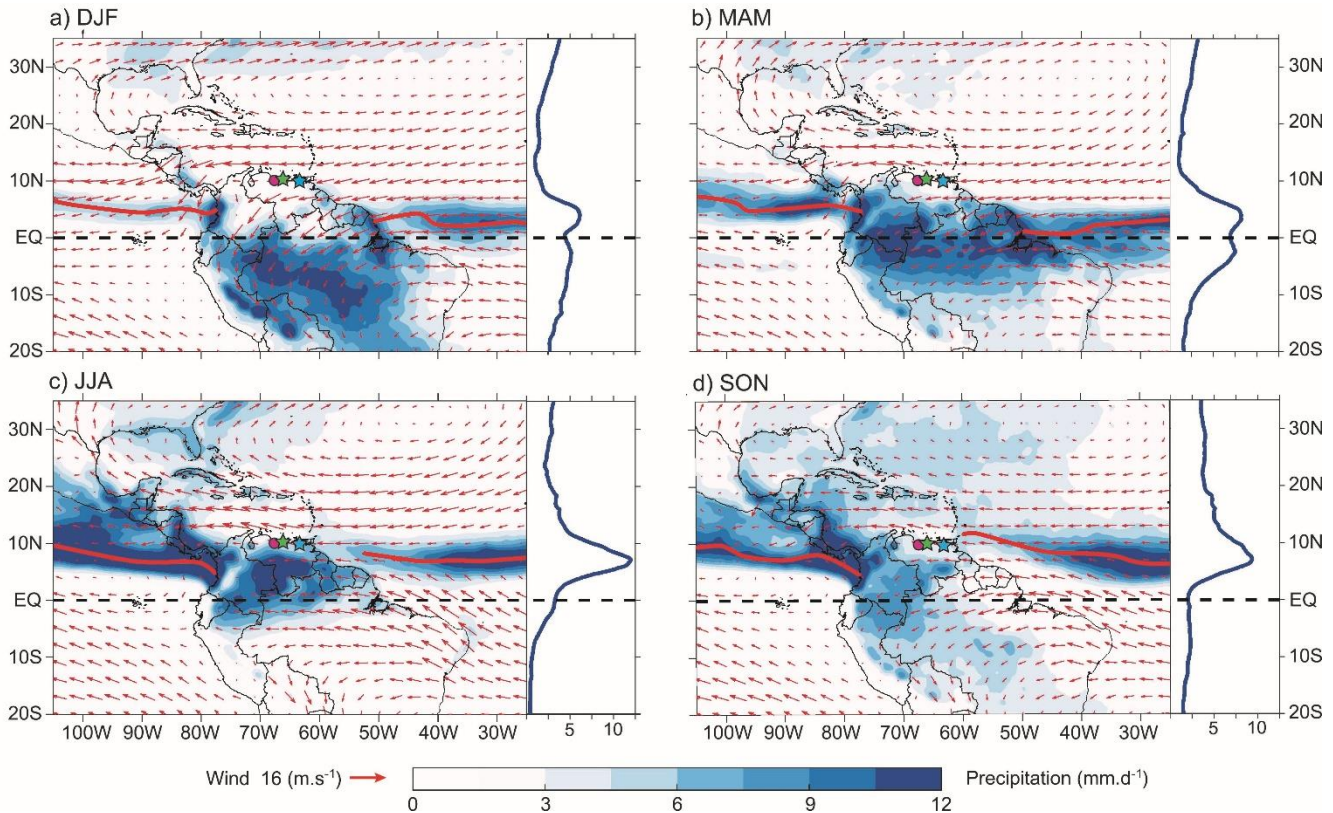 a) DJF
b) MAM
30N
20N
10N
EQ
10S
20S
30N
20N
10N
EQ
10S
20S
c) JJA
d) SON
30N
20N
10N
EQ
10S
20S
30N
20N
10N
EQ
10S
20S
100W 90W 80W 70W 60W 50W 40W 30W 5 10
100W 90W 80W 70W 60W 50W 40W 30W 5 10
Wind 16 (m.s⁻¹)
Precipitation (mm.d⁻¹)
0 3 6 9 12